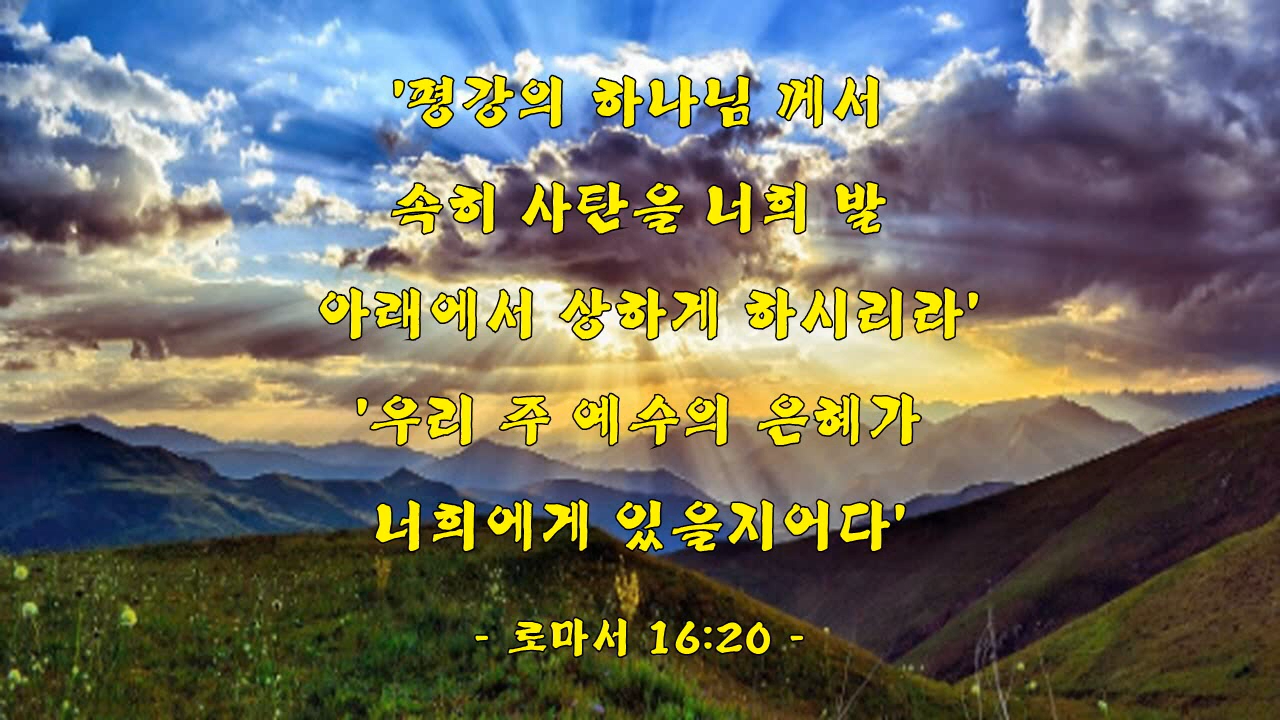 '평강의 하나님 께서
속히 사탄을 너희 발
아래에서 상하게 하시리라'
'우리 주 예수의 은혜가
너희에게 있을지어다'
- 로마서 16:20 -